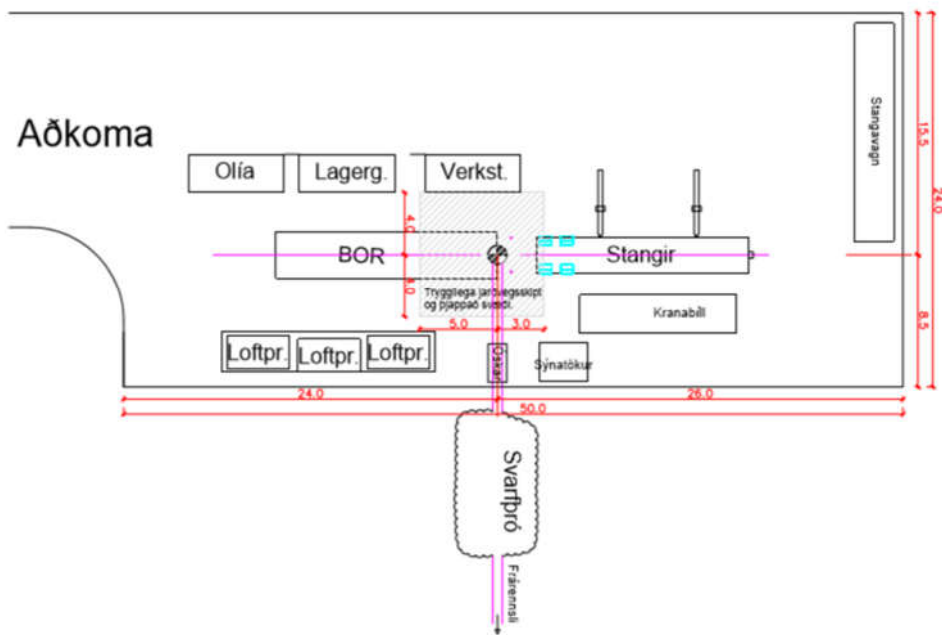 Aðkoma
Olía
Lagerg.
Verkst.
Stangavagn
15.5
24.0
4.0
BOR
Stangir
4.0
Tryggilega jarðvegsskipt
og þjappað svæði.
5.0
3.0
Kranabíll
8.5
Loftpr.
Loftpr.
Loftpr.
Sýnatökur
24.0
26.0
50.0
Svarfþró
Frárennsli